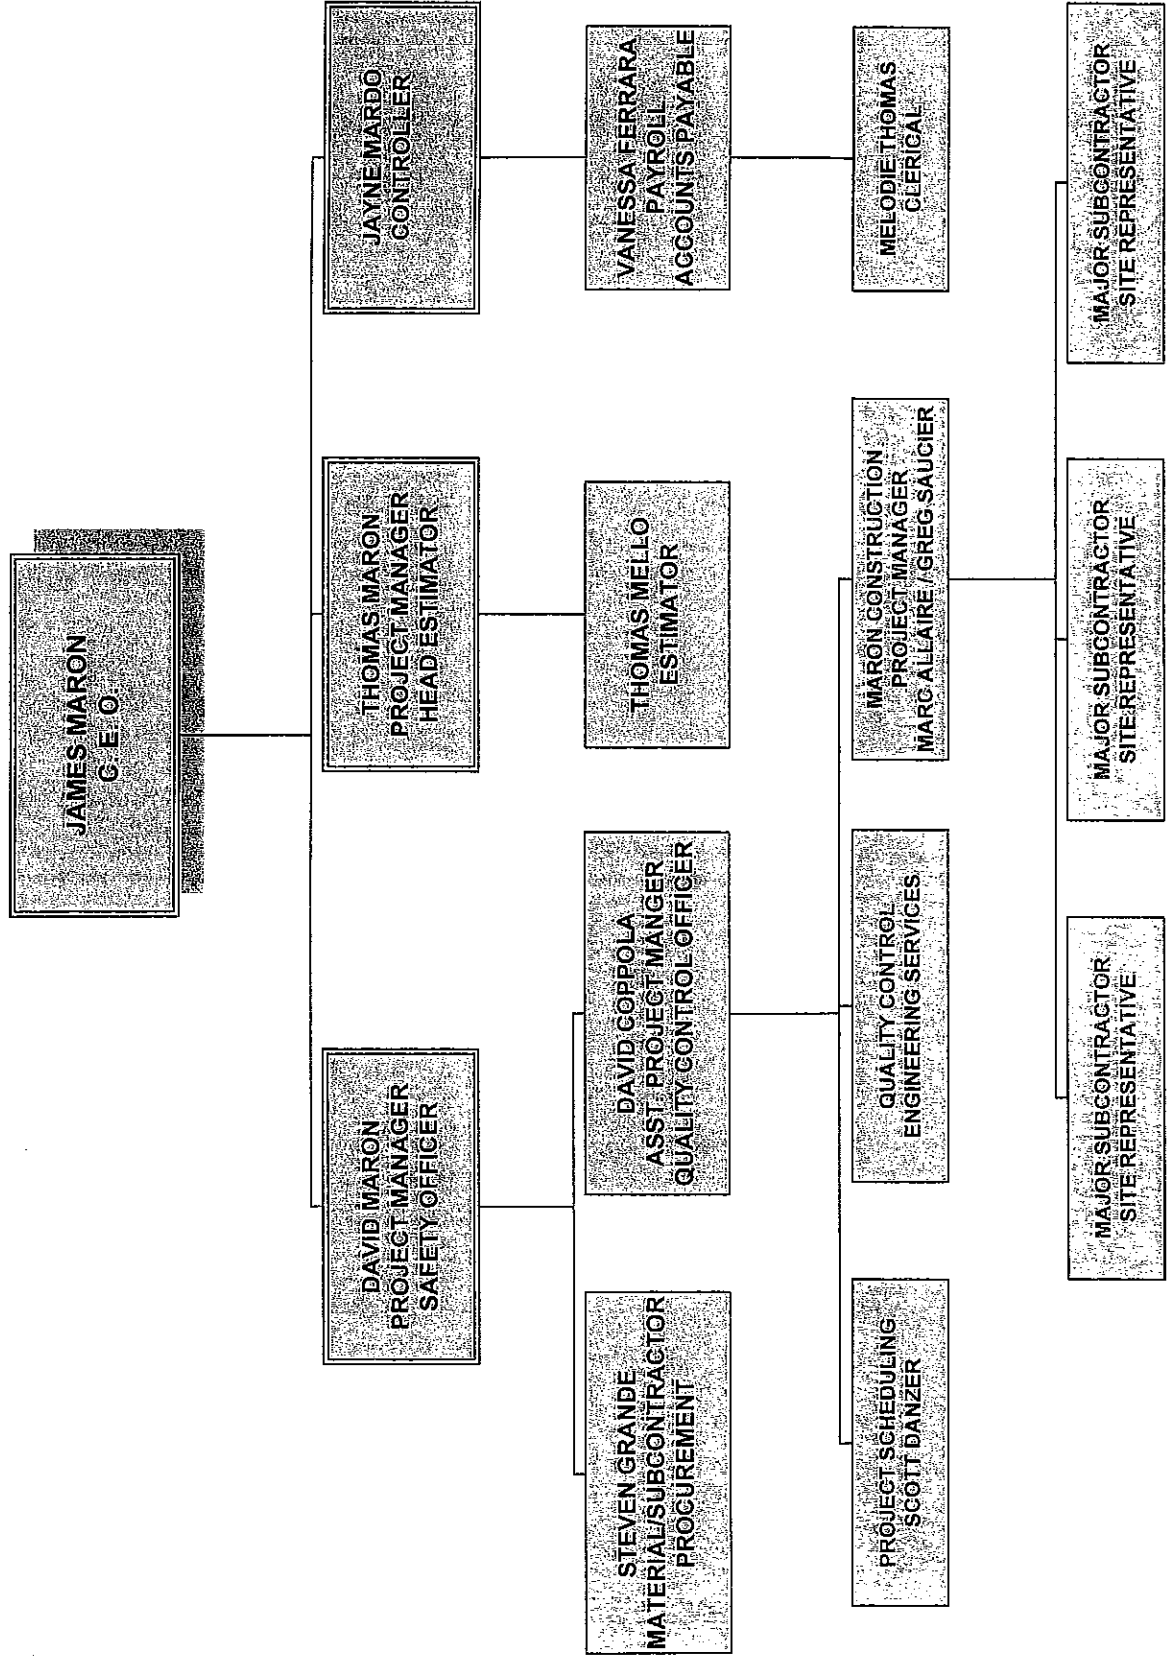 JAMES MARON
C. E. O.
DAVID MARON
PROJECT MANAGER
SAFETY OFFICER
THOMAS MARON
PROJECT MANAGER
HEAD ESTIMATOR
JAYNE MARDO
CONTROLLER
STEVEN GRANDE
MATERIAL/SUBCONTRACTOR
PROCUREMENT
DAVID COPPOLA
ASST. PROJECT MANGER
QUALITY CONTROL OFFICER
THOMAS MELLO
ESTIMATOR
VANESSA FERRARA
PAYROLL
ACCOUNTS PAYABLE
PROJECT SCHEDULING
SCOTT DANZER
QUALITY CONTROL
ENGINEERING SERVICES
MARON CONSTRUCTION
PROJECT MANAGER
MARC ALLAIRE / GREG SAUCIER
MELODIE THOMAS
CLERICAL
MAJOR SUBCONTRACTOR
SITE REPRESENTATIVE
MAJOR SUBCONTRACTOR
SITE REPRESENTATIVE
MAJOR SUBCONTRACTOR
SITE REPRESENTATIVE